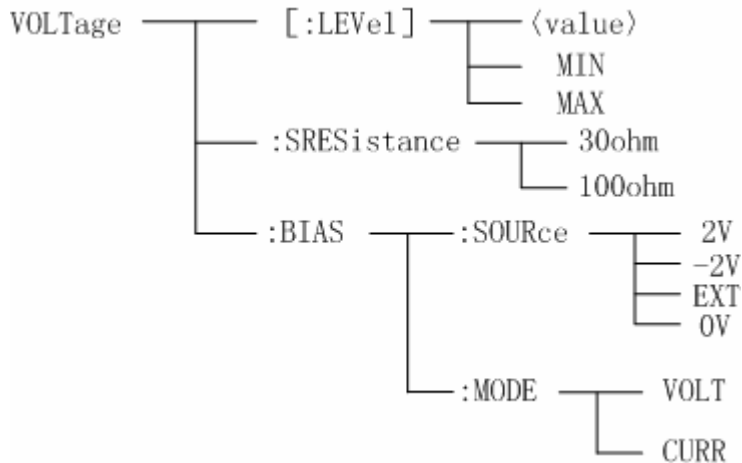 VOLTage [:LEVel] 〈value〉
MIN
MAX
:SRESistance 30ohm
100ohm
:BIAS :SOURce 2V
-2V
EXT
0V
:MODE VOLT
CURR